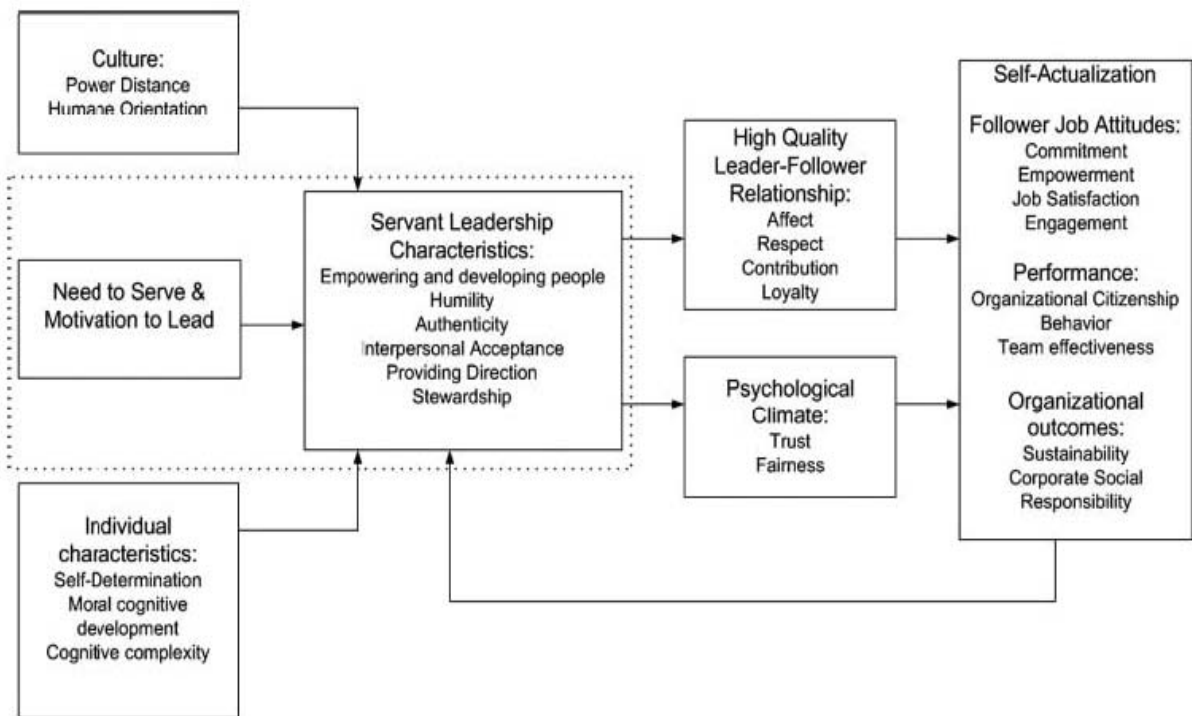 Culture:
Power Distance
Humane Orientation
Need to Serve &
Motivation to Lead
Individual
characteristics:
Self-Determination
Moral cognitive
development
Cognitive complexity
Servant Leadership
Characteristics:
Empowering and developing people
Humility
Authenticity
Interpersonal Acceptance
Providing Direction
Stewardship
High Quality
Leader-Follower
Relationship:
Affect
Respect
Contribution
Loyalty
Psychological
Climate:
Trust
Fairness
Self-Actualization
Follower Job Attitudes:
Commitment
Empowerment
Job Satisfaction
Engagement
Performance:
Organizational Citizenship
Behavior
Team effectiveness
Organizational
outcomes:
Sustainability
Corporate Social
Responsibility